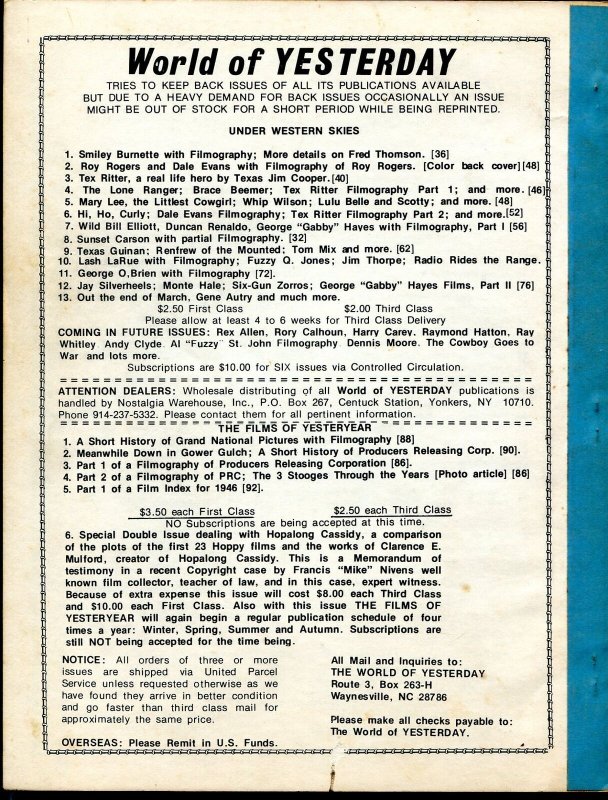 World of YESTERDAY
TRIES TO KEEP BACK ISSUES OF ALL ITS PUBLICATIONS AVAILABLE
BUT DUE TO A HEAVY DEMAND FOR BACK ISSUES OCCASIONALLY AN ISSUE
MIGHT BE OUT OF STOCK FOR A SHORT PERIOD WHILE BEING REPRINTED.
UNDER WESTERN SKIES
1. Smiley Burnette with Filmography; More details on Fred Thomson. [36]
2. Roy Rogers and Dale Evans with Filmography of Roy Rogers. [Color back cover][48]
3. Tex Ritter, a real life hero by Texas Jim Cooper.[40]
4. The Lone Ranger; Brace Beemer; Tex Ritter Filmography Part 1; and more. [46]
5. Mary Lee, the Littlest Cowgirl; Whip Wilson; Lulu Belle and Scotty; and more. [48]
6. Hi, Ho, Curly; Dale Evans Filmography; Tex Ritter Filmography Part 2; and more.[52]
7. Wild Bill Elliott, Duncan Renaldo, George "Gabby" Hayes with Filmography, Part I [56]
8. Sunset Carson with partial Filmography. [32]
9. Texas Guinan; Renfrew of the Mounted; Tom Mix and more. [62]
10. Lash LaRue with Filmography; Fuzzy Q. Jones; Jim Thorpe; Radio Rides the Range.
11. George O,Brien with Filmography [72].
12. Jay Silverheels; Monte Hale; Six-Gun Zorros; George "Gabby" Hayes Films, Part II [76]
13. Out the end of March, Gene Autry and much more.
$2.50 First Class $2.00 Third Class
Please allow at least 4 to 6 weeks for Third Class Delivery
COMING IN FUTURE ISSUES: Rex Allen, Rory Calhoun, Harry Carey. Raymond Hatton, Ray
Whitley Andy Clyde Al "Fuzzy" St. John Filmography Dennis Moore. The Cowboy Goes to
War and lots more.
Subscriptions are $10.00 for SIX issues via Controlled Circulation.
ATTENTION DEALERS: Wholesale distributing of all World of YESTERDAY publications is
handled by Nostalgia Warehouse, Inc., P.O. Box 267, Centuck Station, Yonkers, NY 10710.
Phone 914-237-5332. Please contact them for all pertinent information.
THE FILMS OF YESTERYEAR
1. A Short History of Grand National Pictures with Filmography [88]
2. Meanwhile Down in Gower Gulch; A Short History of Producers Releasing Corp. [90].
3. Part 1 of a Filmography of Producers Releasing Corporation [86].
4. Part 2 of a Filmography of PRC; The 3 Stooges Through the Years [Photo article] [86]
5. Part 1 of a Film Index for 1946 [92].
$3.50 each First Class $2.50 each Third Class
NO Subscriptions are being accepted at this time.
6. Special Double Issue dealing with Hopalong Cassidy, a comparison
of the plots of the first 23 Hoppy films and the works of Clarence E.
Mulford, creator of Hopalong Cassidy. This is a Memorandum of
testimony in a recent Copyright case by Francis "Mike" Nivens well
known film collector, teacher of law, and in this case, expert witness.
Because of extra expense this issue will cost $8.00 each Third Class
and $10.00 each First Class. Also with this issue THE FILMS OF
YESTERYEAR will again begin a regular publication schedule of four
times a year: Winter, Spring, Summer and Autumn. Subscriptions are
still NOT being accepted for the time being.
NOTICE: All orders of three or more
issues are shipped via United Parcel
Service unless requested otherwise as we
have found they arrive in better condition
and go faster than third class mail for
approximately the same price.
OVERSEAS: Please Remit in U.S. Funds.
All Mail and Inquiries to:
THE WORLD OF YESTERDAY
Route 3, Box 263-H
Waynesville, NC 28786
Please make all checks payable to:
The World of YESTERDAY.